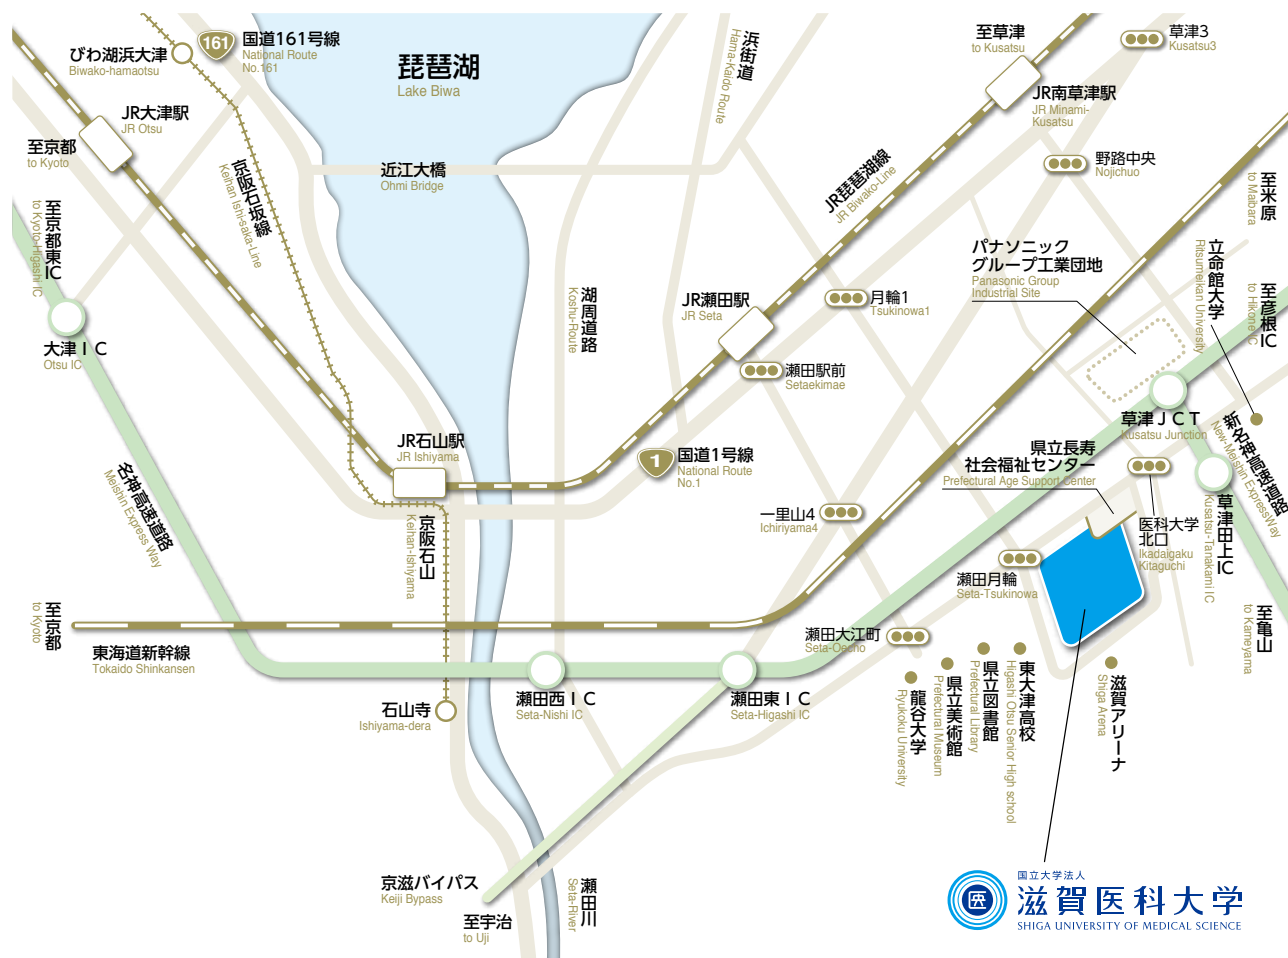 びわ湖浜大津
Biwako-hamaotsu
161
国道161号線
National Route
No.161
琵琶湖
Lake Biwa
浜街道
Hama-Kaido Route
至草津
to Kusatsu
草津3
Kusatsu3
JR大津駅
JR Otsu
至京都
to Kyoto
JR南草津駅
JR Minami-
Kusatsu
京阪石坂線
Keihan Ishi-saka-Line
近江大橋
Ohmi Bridge
JR琵琶湖線
JR Biwako-Line
野路中央
Nojichuo
至米原
to Maibara
至京都東IC
to Kyoto-Higashi IC
パナソニック
グループ工業団地
Panasonic Group
Industrial Site
立命館大学
Ritsumeikan University
至彦根IC
to Hikone IC
大津ＩＣ
Otsu IC
湖周道路
Koshu-Route
JR瀬田駅
JR Seta
月輪1
Tsukinowa1
瀬田駅前
Setaekimae
草津ＪＣＴ
Kusatsu Junction
新名神高速道路
New-Meishin ExpressWay
JR石山駅
JR Ishiyama
1
国道1号線
National Route
No.1
県立長寿
社会福祉センター
Prefectural Age Support Center
名神高速道路
Meishin Express Way
京阪石山
Keihan-Ishiyama
一里山4
Ichiriyama4
医科大学
北口
Ikadaigaku
Kitaguchi
草津田上IC
Kusatsu-Tanakami IC
瀬田月輪
Seta-Tsukinowa
至京都
to Kyoto
東海道新幹線
Tokaido Shinkansen
瀬田大江町
Seta-Oecho
至亀山
to Kameyama
石山寺
Ishiyama-dera
瀬田西ＩＣ
Seta-Nishi IC
瀬田東ＩＣ
Seta-Higashi IC
龍谷大学
Ryukoku University
県立美術館
Prefectural Museum
県立図書館
Prefectural Library
東大津高校
Higashi Otsu Senior High school
滋賀アリーナ
Shiga Arena
京滋バイパス
Keiji Bypass
至宇治
to Uji
瀬田川
Seta-River
医
国立大学法人
滋賀医科大学
SHIGA UNIVERSITY OF MEDICAL SCIENCE